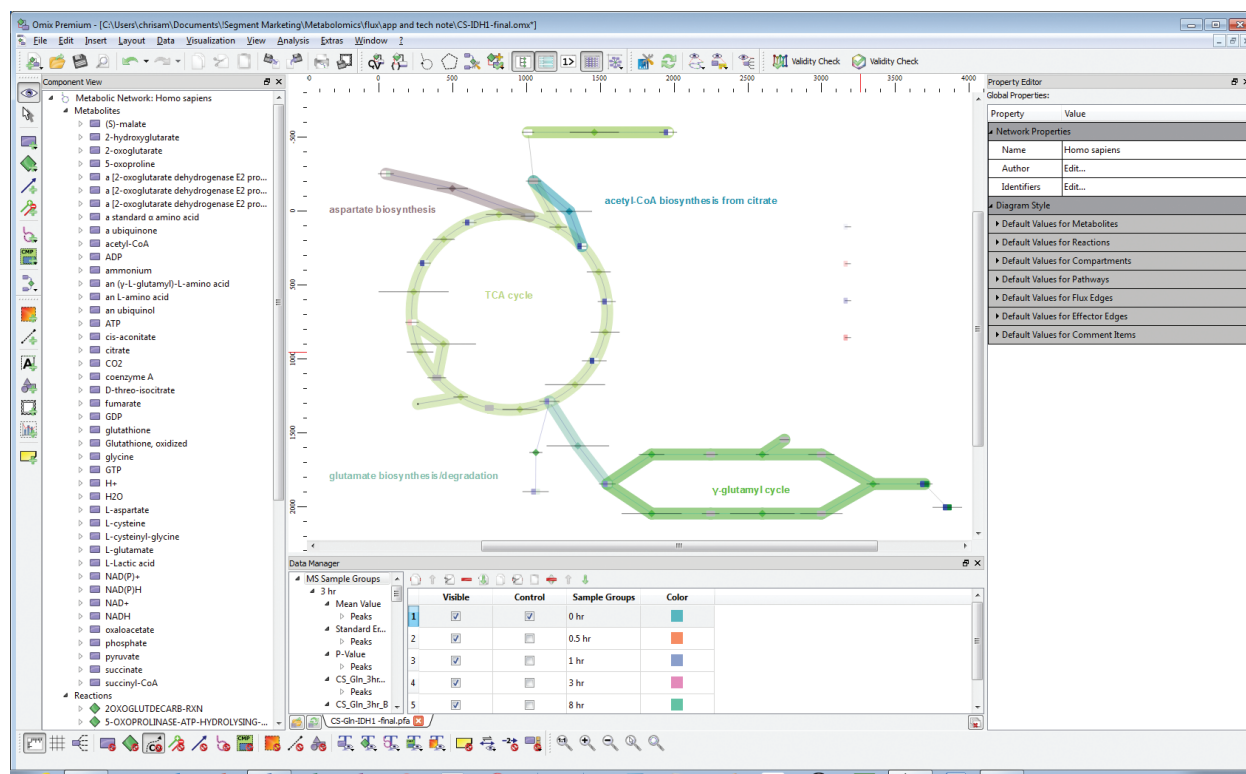 Omix Premium - [C:\Users\chrisam\Documents\!Segment Marketing\Metabolomics\flux\app and tech note\CS-IDH1-final.omx*]
File Edit Insert Layout Data Visualization View Analysis Extras Window ?
Validity Check Validity Check
Component View
Metabolic Network: Homo sapiens
Metabolites
(S)-malate
2-hydroxyglutarate
2-oxoglutarate
5-oxoproline
a [2-oxoglutarate dehydrogenase E2 pro...
a [2-oxoglutarate dehydrogenase E2 pro...
a [2-oxoglutarate dehydrogenase E2 pro...
a standard α amino acid
a ubiquinone
acetyl-CoA
ADP
ammonium
an (γ-L-glutamyl)-L-amino acid
an L-amino acid
an ubiquinol
ATP
cis-aconitate
citrate
CO2
coenzyme A
D-threo-isocitrate
fumarate
GDP
glutathione
Glutathione, oxidized
glycine
GTP
H+
H2O
L-aspartate
L-cysteine
L-cysteinyl-glycine
L-glutamate
L-Lactic acid
NAD(P)+
NAD(P)H
NAD+
NADH
oxaloacetate
phosphate
pyruvate
succinate
succinyl-CoA
Reactions
2OXOGLUTDECARB-RXN
5-OXOPROLINASE-ATP-HYDROLYSING-...
0 0 500 1000 1500 2000 2500 3000 3500 4000
-500
0
500
1000
1500
2000
aspartate biosynthesis
acetyl-CoA biosynthesis from citrate
TCA cycle
glutamate biosynthesis/degradation
γ-glutamyl cycle
Data Manager
MS Sample Groups
3 hr
Mean Value
Peaks
Standard Er...
Peaks
P-Value
Peaks
CS_Gln_3hr...
Peaks
CS_Gln_3hr_B
Visible Control Sample Groups Color
1 0 hr
2 0.5 hr
3 1 hr
4 3 hr
5 8 hr
CS-Gln-IDH1 -final.pfa
Property Editor
Global Properties:
Property Value
Network Properties
Name Homo sapiens
Author Edit...
Identifiers Edit...
Diagram Style
Default Values for Metabolites
Default Values for Reactions
Default Values for Compartments
Default Values for Pathways
Default Values for Flux Edges
Default Values for Effector Edges
Default Values for Comment Items